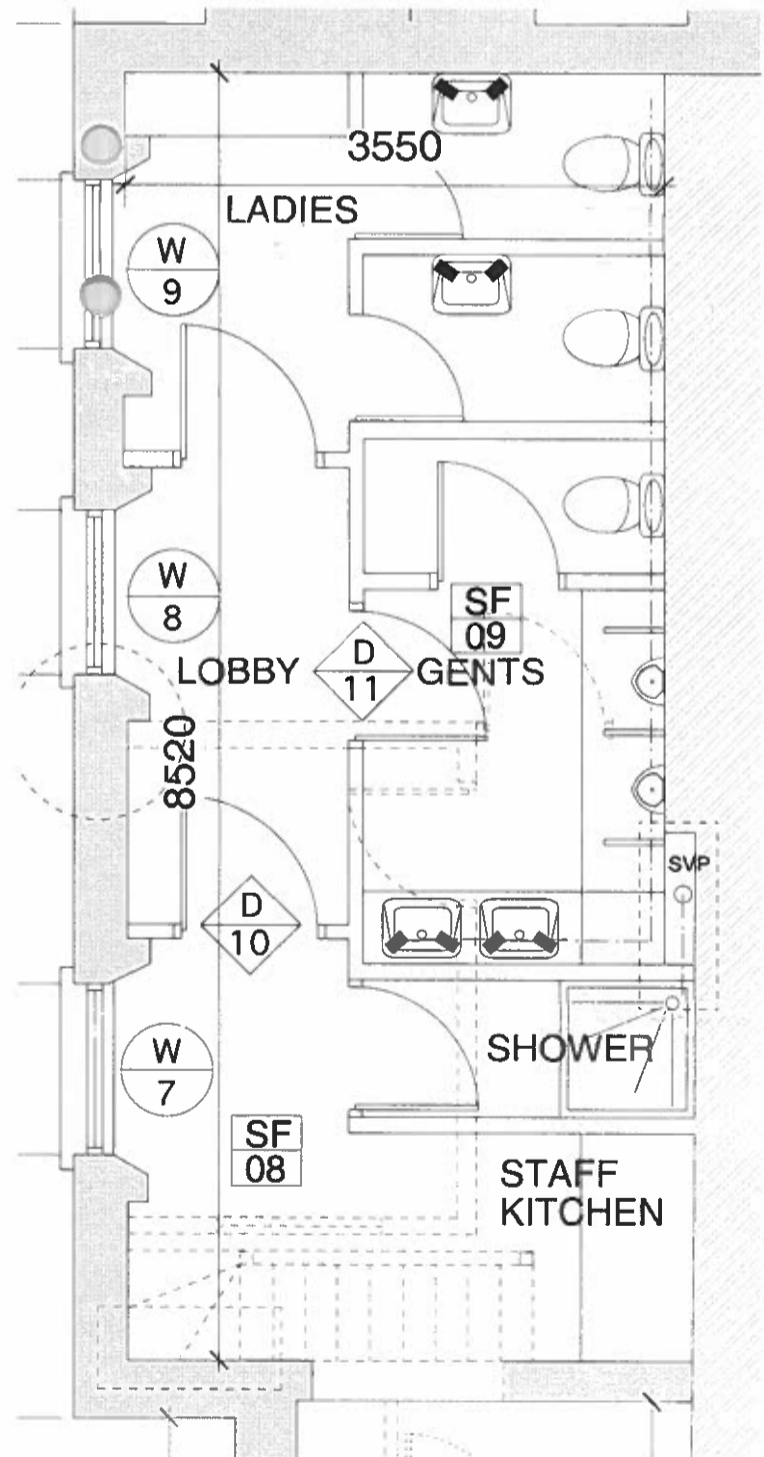 3550
LADIES
W
9
W
8
SF
09
LOBBY
D
11
GENTS
8520
SVP
D
10
W
7
SHOWER
SF
08
STAFF
KITCHEN